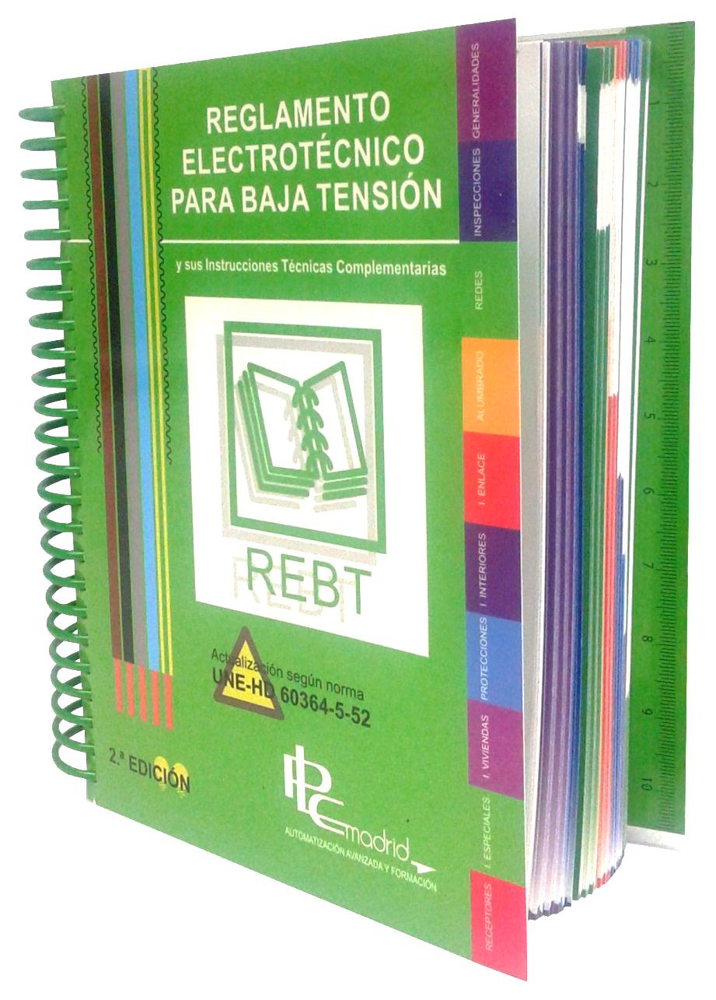 REGLAMENTO
ELECTROTÉCNICO
PARA BAJA TENSIÓN
y sus Instrucciones Técnicas Complementarias
REBT
Actualización según norma
UNE-HD 60364-5-52
2.ª EDICIÓN
PLC madrid
AUTOMATIZACIÓN AVANZADA Y FORMACIÓN
GENERALIDADES
INSPECCIONES
REDES
ALUMBRADO
I. ENLACE
I. INTERIORES
PROTECCIONES
I. VIVIENDAS
I. ESPECIALES
RECEPTORES
1
2
3
4
5
6
7
8
9
10